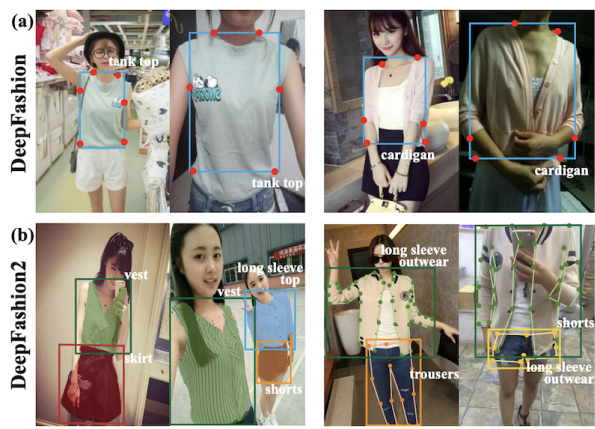 (a)
DeepFashion
tank top
tank top
cardigan
cardigan
(b)
DeepFashion2
vest
skirt
vest
long sleeve
top
shorts
long sleeve
outwear
trousers
shorts
long sleeve
outwear